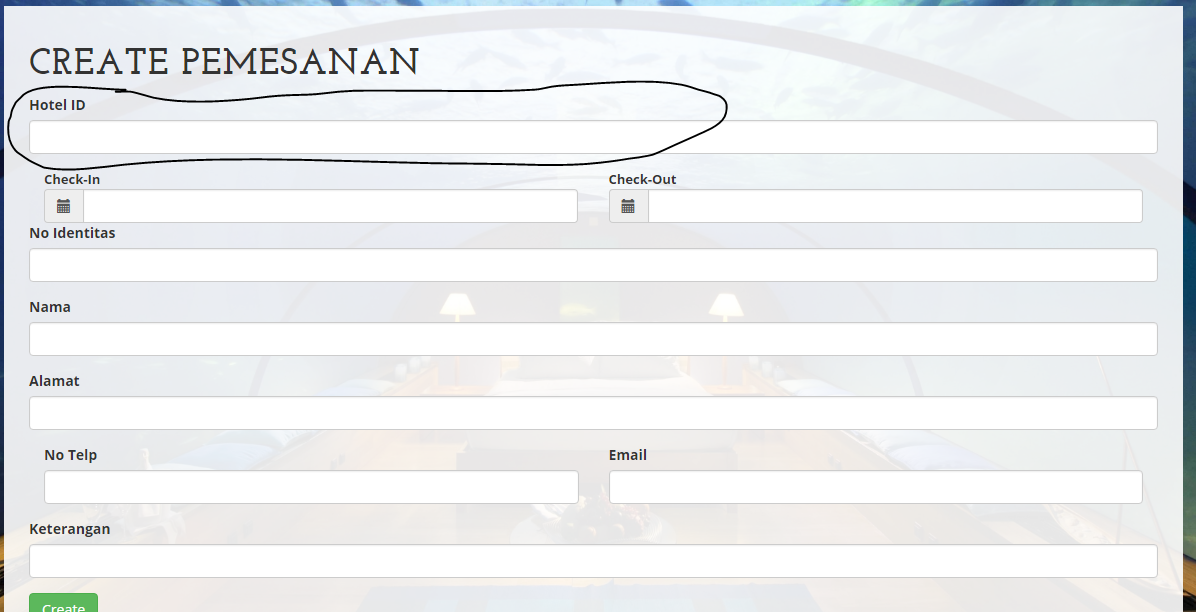 CREATE PEMESANAN
Hotel ID
Check-In
Check-Out
No Identitas
Nama
Alamat
No Telp
Email
Keterangan
Create